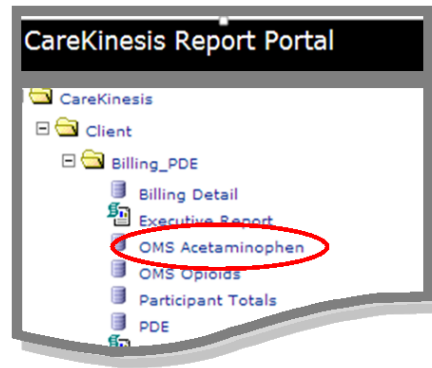 CareKinesis Report Portal
CareKinesis
Client
Billing_PDE
Billing Detail
Executive Report
OMS Acetaminophen
OMS Opioids
Participant Totals
PDE